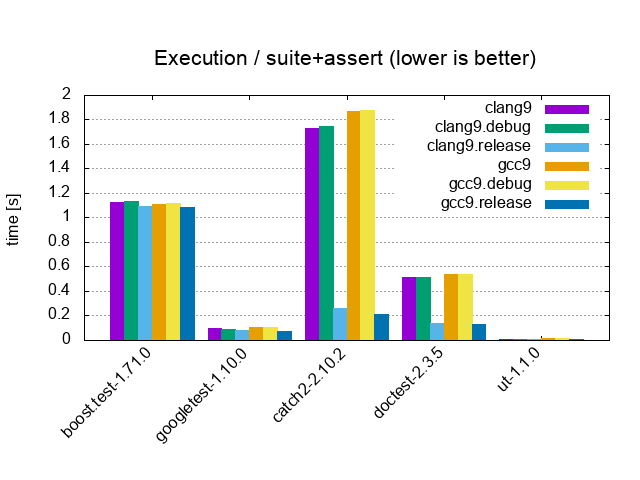 Execution / suite+assert (lower is better)
2
1.8
1.6
1.4
1.2
1
0.8
0.6
0.4
0.2
0
time [s]
clang9
clang9.debug
clang9.release
gcc9
gcc9.debug
gcc9.release
boost.test-1.71.0
googletest-1.10.0
catch2-2.10.2
doctest-2.3.5
ut-1.1.0